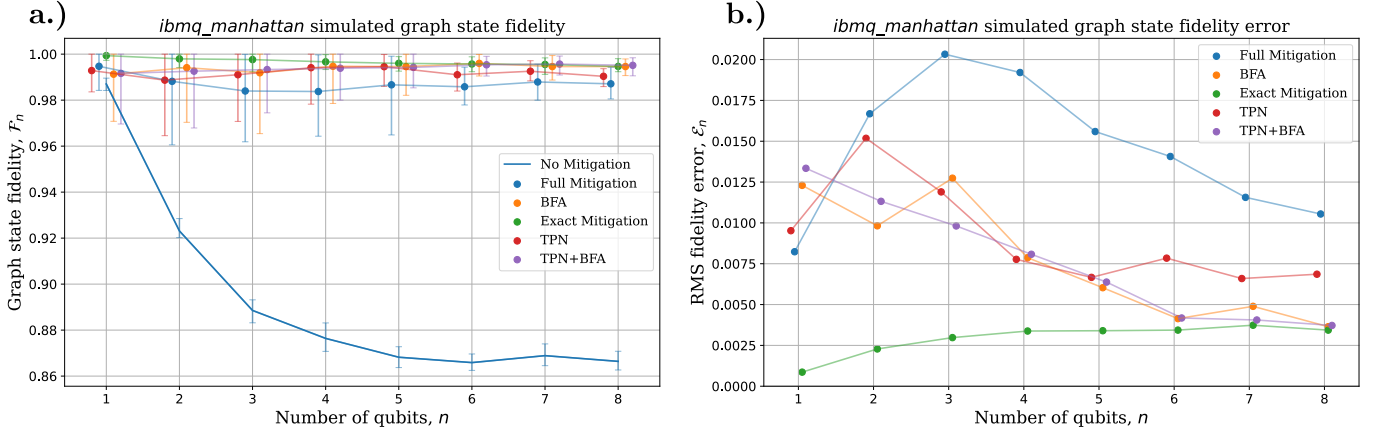 a.)
ibmq_manhattan simulated graph state fidelity
Graph state fidelity, 𝓕ₙ
1.00
0.98
0.96
0.94
0.92
0.90
0.88
0.86
No Mitigation
Full Mitigation
BFA
Exact Mitigation
TPN
TPN+BFA
1 2 3 4 5 6 7 8
Number of qubits, n
b.)
ibmq_manhattan simulated graph state fidelity error
RMS fidelity error, 𝓔ₙ
0.0200
0.0175
0.0150
0.0125
0.0100
0.0075
0.0050
0.0025
0.0000
Full Mitigation
BFA
Exact Mitigation
TPN
TPN+BFA
1 2 3 4 5 6 7 8
Number of qubits, n